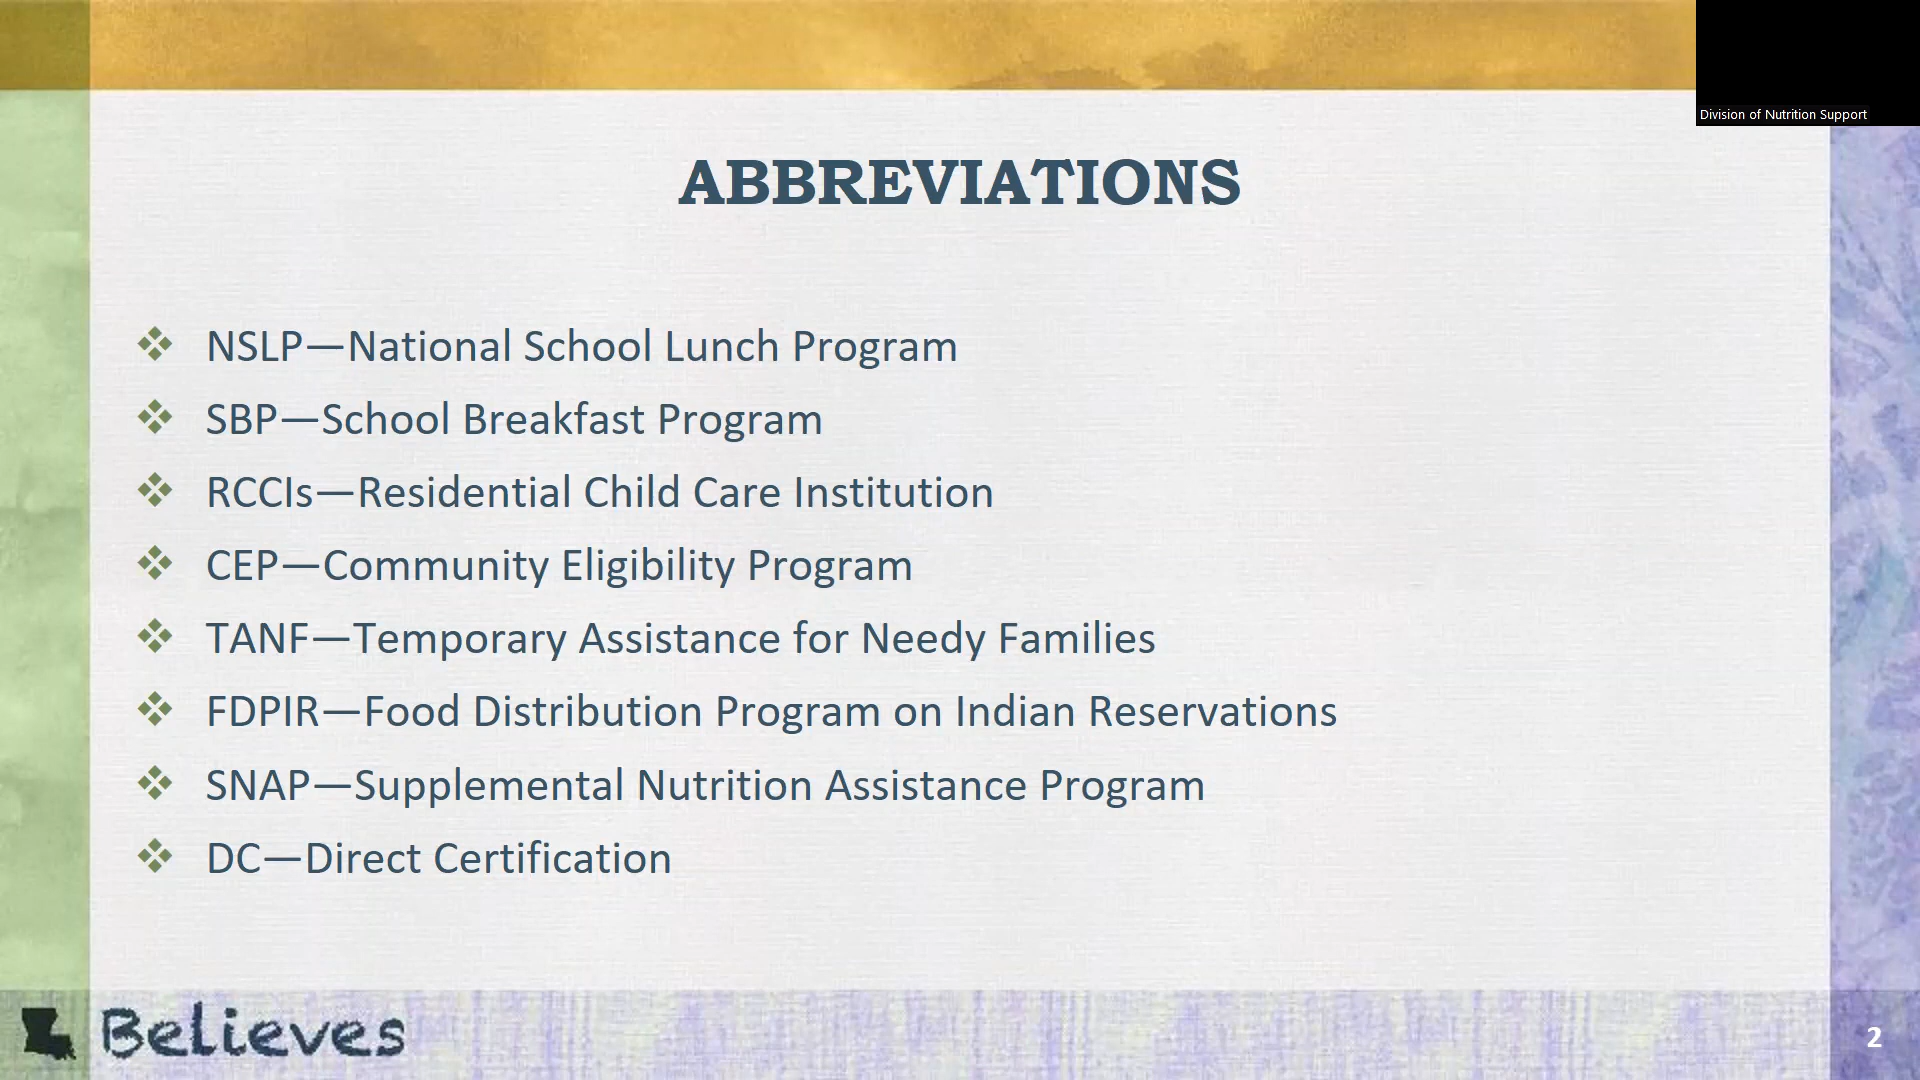 Division of Nutrition Support
ABBREVIATIONS
NSLP—National School Lunch Program
SBP—School Breakfast Program
RCCIs—Residential Child Care Institution
CEP—Community Eligibility Program
TANF—Temporary Assistance for Needy Families
FDPIR—Food Distribution Program on Indian Reservations
SNAP—Supplemental Nutrition Assistance Program
DC—Direct Certification
Believes
2